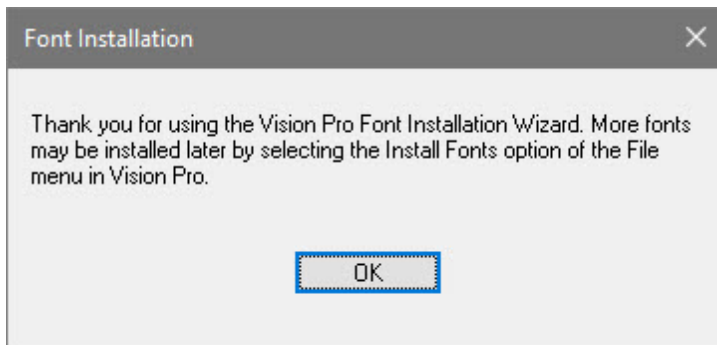 Font Installation
Thank you for using the Vision Pro Font Installation Wizard. More fonts
may be installed later by selecting the Install Fonts option of the File
menu in Vision Pro.
OK